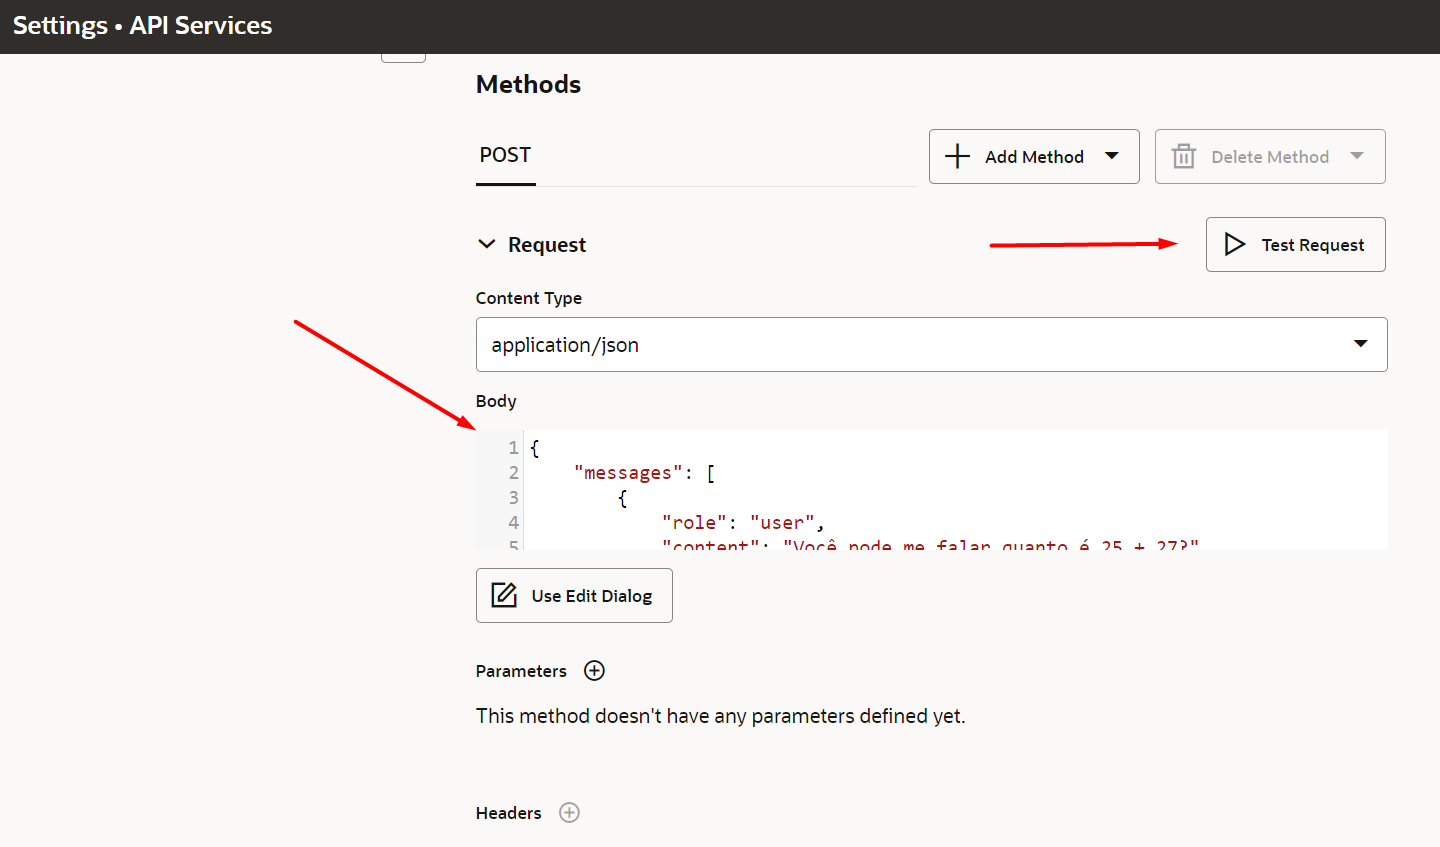 Settings • API Services
Methods
POST
Add Method
Delete Method
Request
Test Request
Content Type
application/json
Body
1 {
2 "messages": [
3 {
4 "role": "user",
5 "content": "Você pode me falar quanto é 25 + 27?"
Use Edit Dialog
Parameters
This method doesn't have any parameters defined yet.
Headers